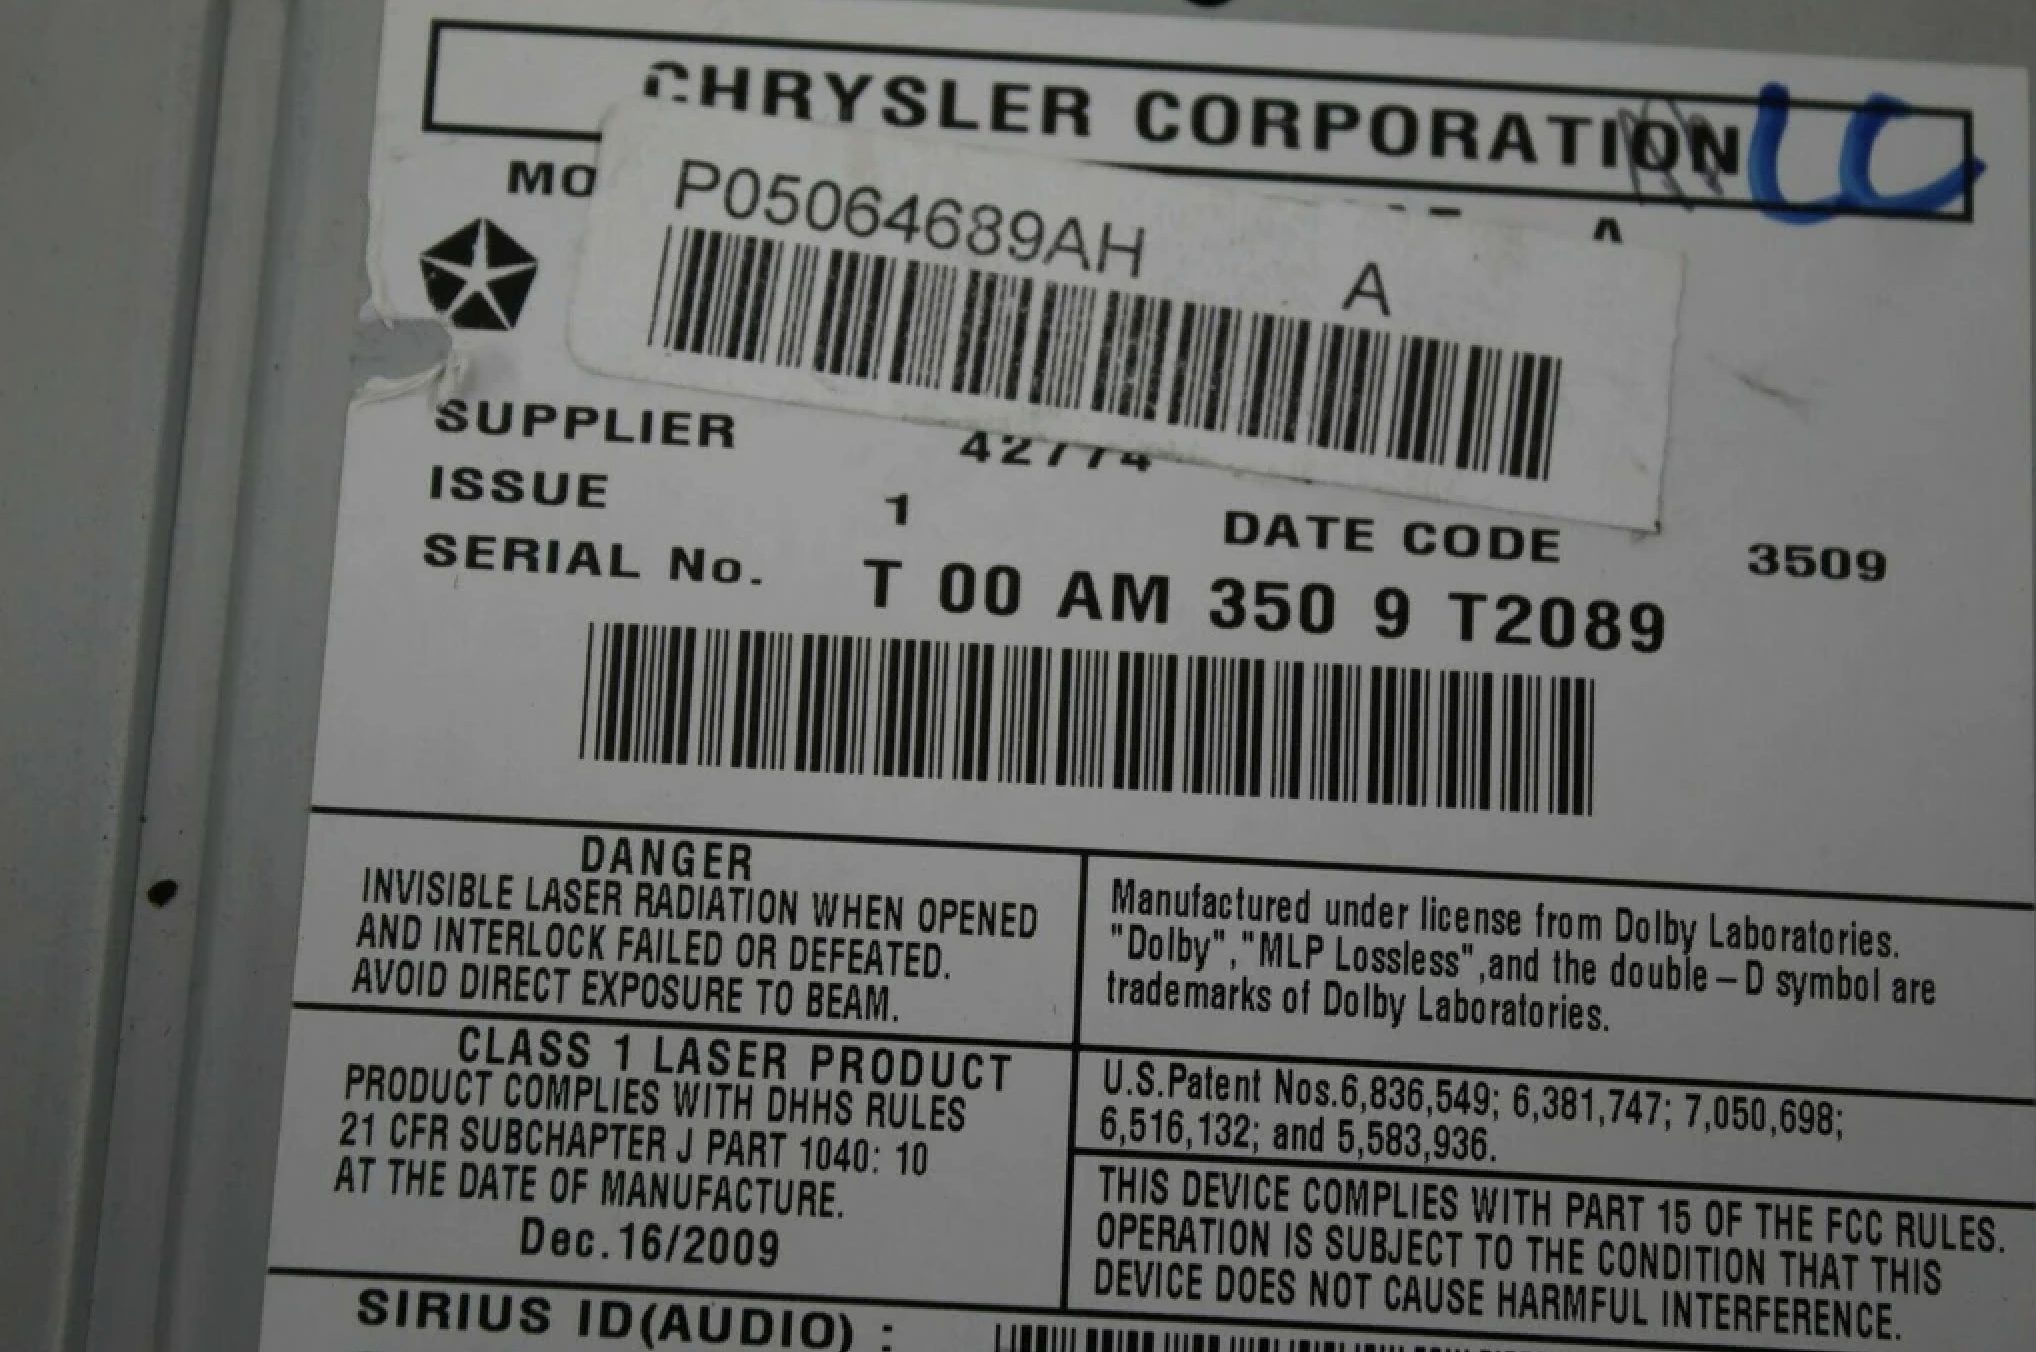 CHRYSLER CORPORATION LC
MO
P05064689AH A
A
SUPPLIER 42774
ISSUE 1 DATE CODE 3509
SERIAL No. T 00 AM 350 9 T2089
DANGER
INVISIBLE LASER RADIATION WHEN OPENED
AND INTERLOCK FAILED OR DEFEATED.
AVOID DIRECT EXPOSURE TO BEAM.
CLASS 1 LASER PRODUCT
PRODUCT COMPLIES WITH DHHS RULES
21 CFR SUBCHAPTER J PART 1040: 10
AT THE DATE OF MANUFACTURE.
Dec.16/2009
Manufactured under license from Dolby Laboratories.
"Dolby","MLP Lossless",and the double-D symbol are
trademarks of Dolby Laboratories.
U.S.Patent Nos.6,836,549; 6,381,747; 7,050,698;
6,516,132; and 5,583,936.
THIS DEVICE COMPLIES WITH PART 15 OF THE FCC RULES.
OPERATION IS SUBJECT TO THE CONDITION THAT THIS
DEVICE DOES NOT CAUSE HARMFUL INTERFERENCE.
SIRIUS ID(AUDIO) :